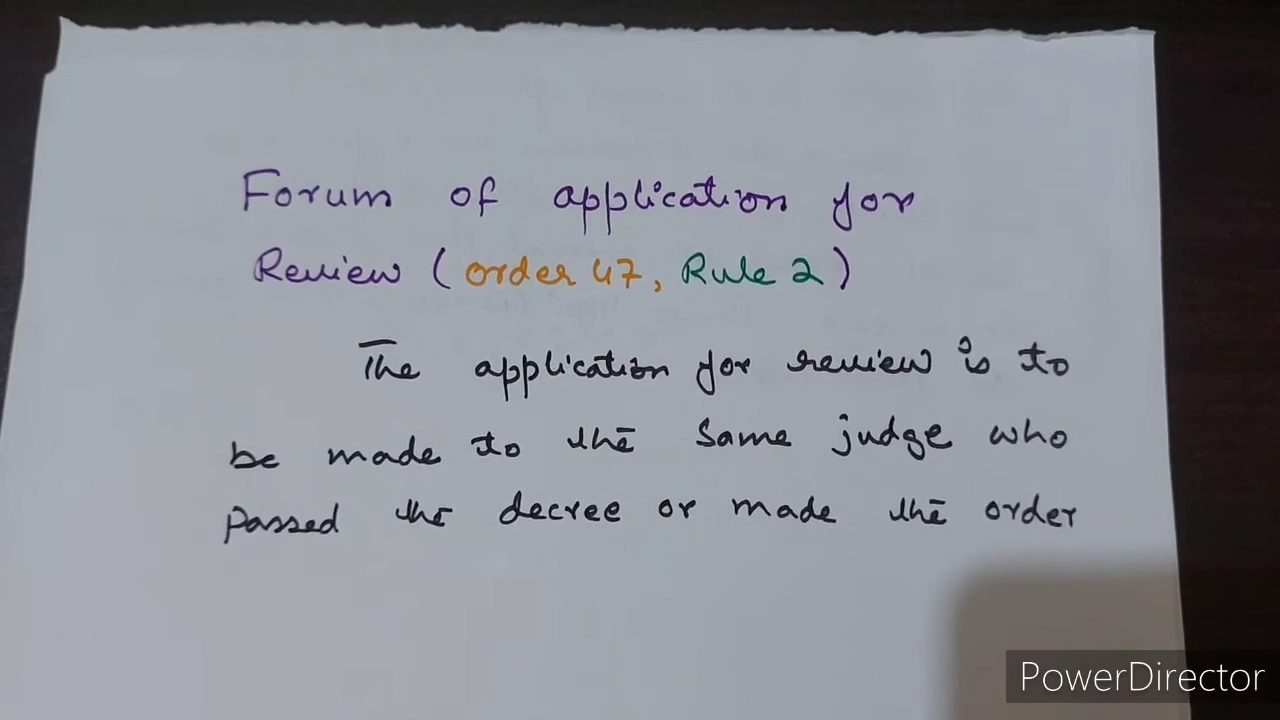 Forum of application for
Review (order 47, Rule 2)
The application for review is to
be made to the same judge who
passed the decree or made the order
PowerDirector